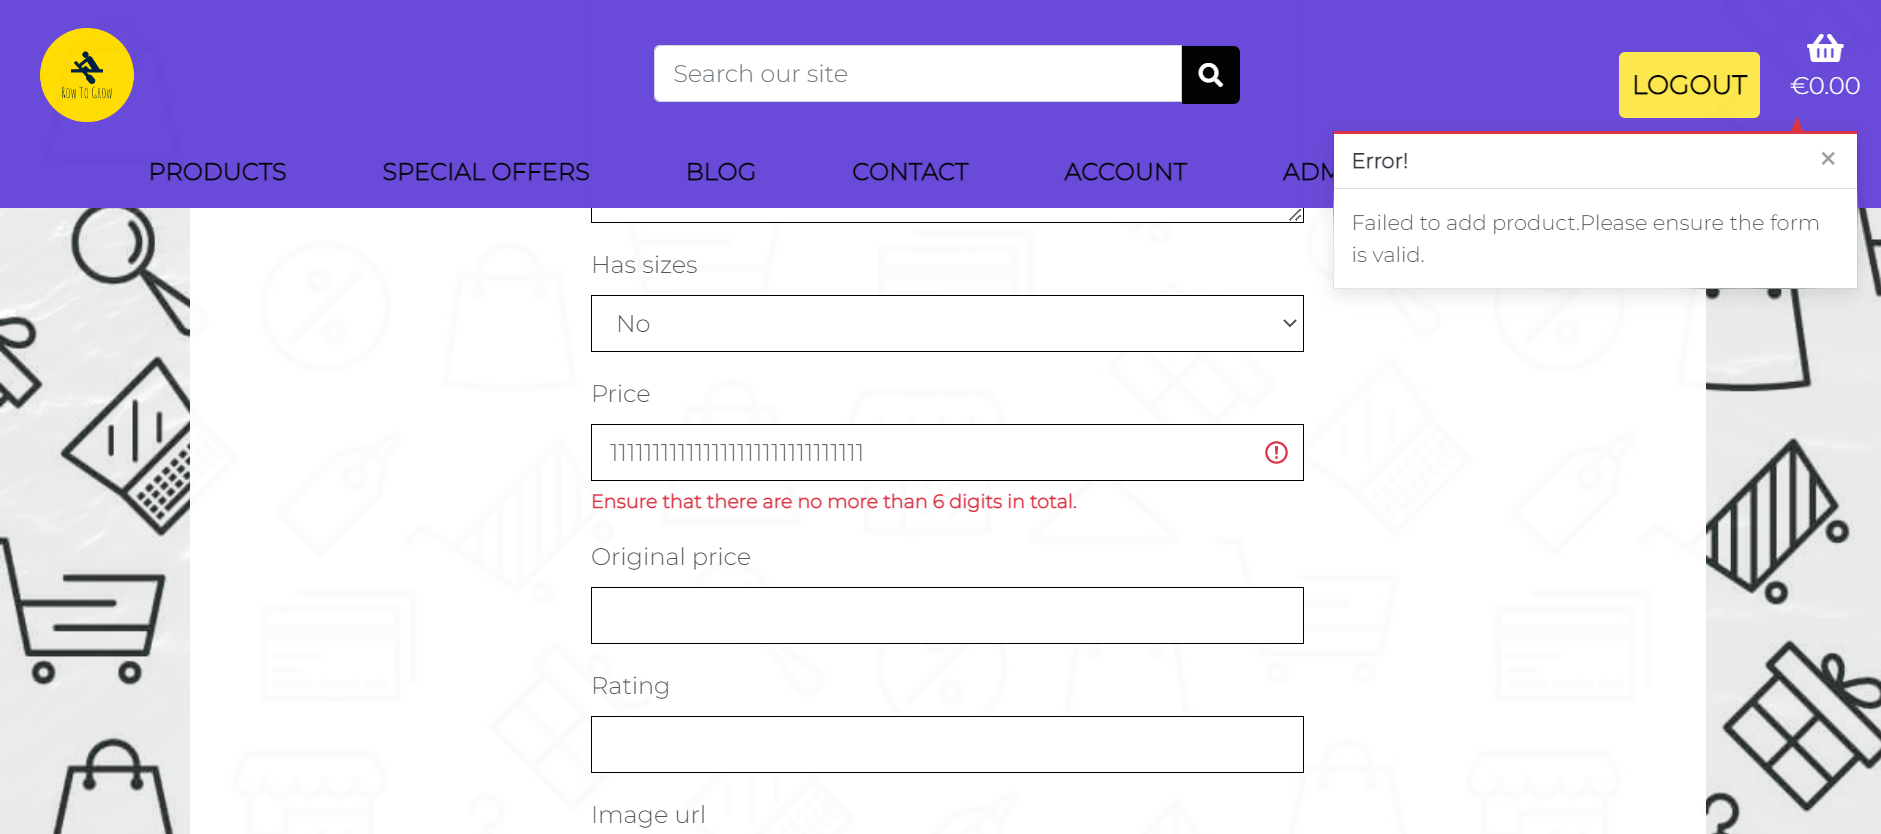 Row To Grow
Search our site
LOGOUT
€0.00
PRODUCTS
SPECIAL OFFERS
BLOG
CONTACT
ACCOUNT
Error!
×
Failed to add product.Please ensure the form
is valid.
Has sizes
No
Price
Ensure that there are no more than 6 digits in total.
Original price
Rating
Image url